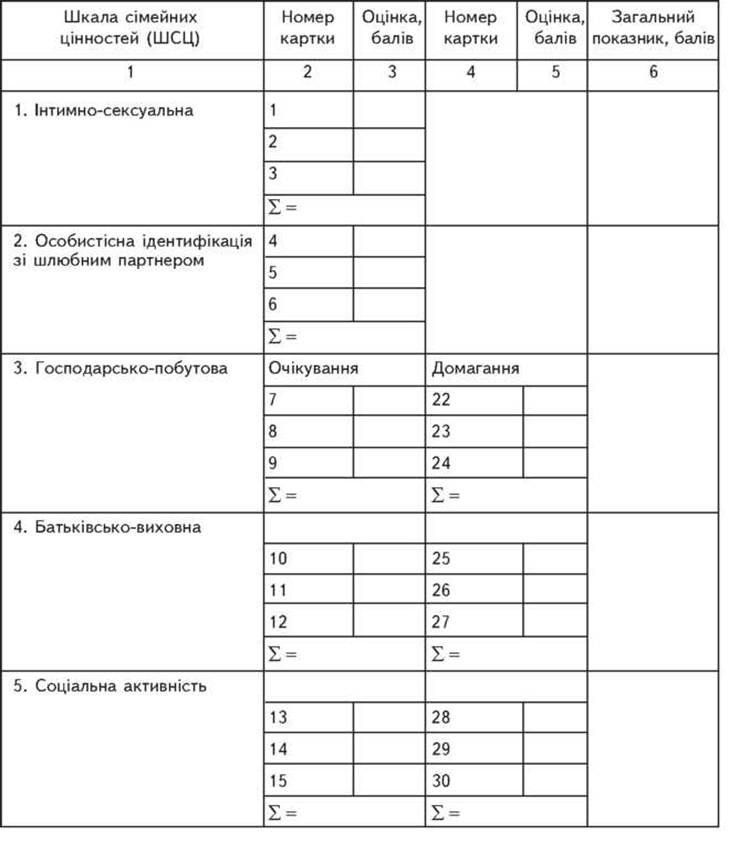 Шкала сімейних
цінностей (ШСЦ)
Номер
картки
Оцінка,
балів
Номер
картки
Оцінка,
балів
Загальний
показник, балів
1
2
3
4
5
6
1. Інтимно-сексуальна
1
2
3
Σ =
2. Особистісна ідентифікація
зі шлюбним партнером
4
5
6
Σ =
3. Господарсько-побутова
Очікування
Домагання
7
22
8
23
9
24
Σ =
Σ =
4. Батьківсько-виховна
10
25
11
26
12
27
Σ =
Σ =
5. Соціальна активність
13
28
14
29
15
30
Σ =
Σ =